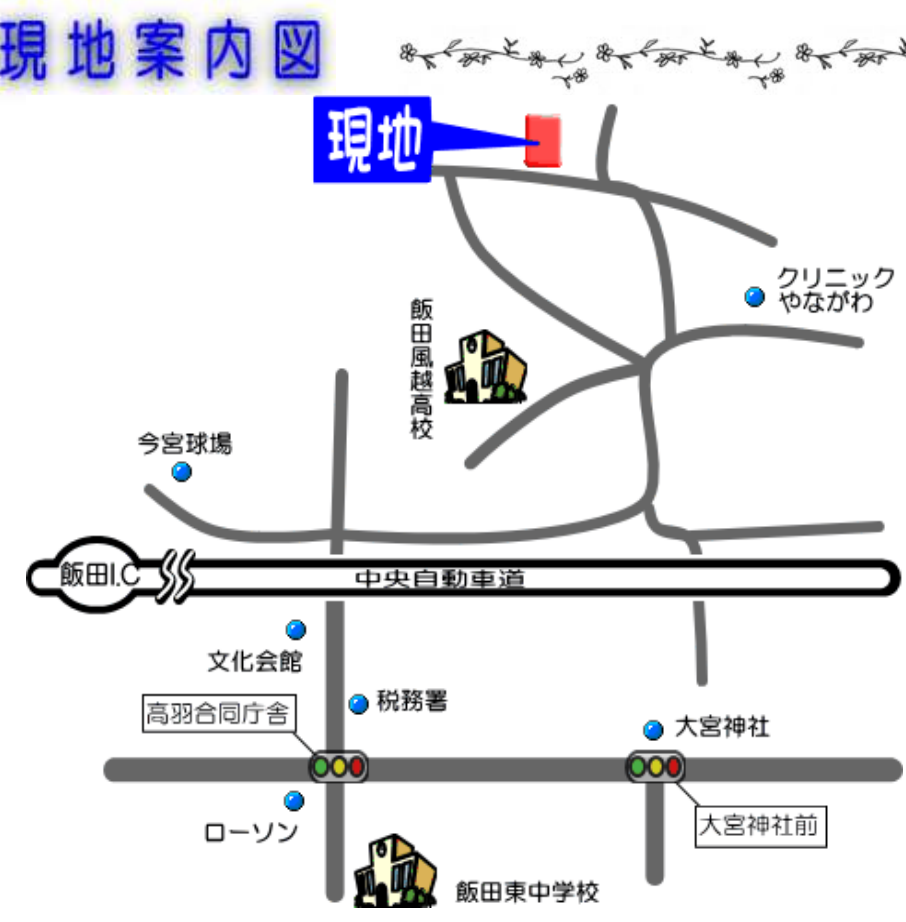 現地案内図
現地
クリニック
やながわ
飯田風越高校
今宮球場
飯田I.C
中央自動車道
文化会館
税務署
高羽合同庁舎
大宮神社
ローソン
大宮神社前
飯田東中学校